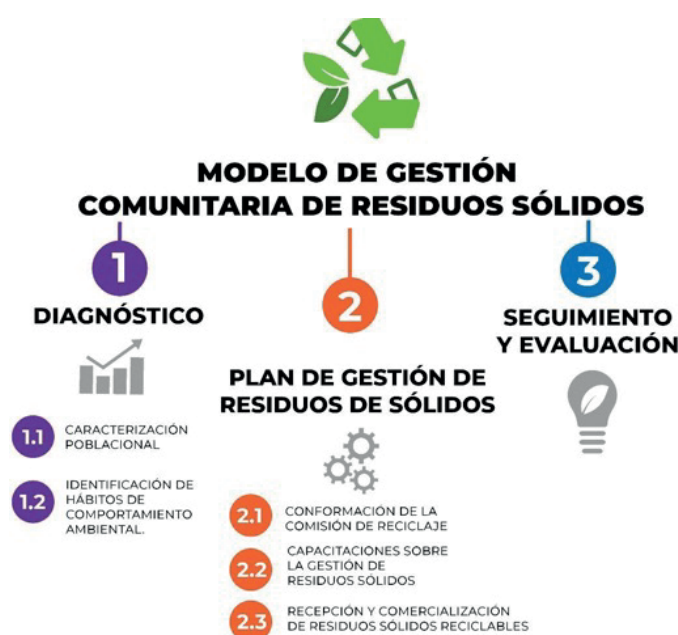 MODELO DE GESTIÓN
COMUNITARIA DE RESIDUOS SÓLIDOS
1
DIAGNÓSTICO
1.1
CARACTERIZACIÓN
POBLACIONAL
1.2
IDENTIFICACIÓN DE
HÁBITOS DE
COMPORTAMIENTO
AMBIENTAL.
2
PLAN DE GESTIÓN DE
RESIDUOS DE SÓLIDOS
2.1
CONFORMACIÓN DE LA
COMISIÓN DE RECICLAJE
2.2
CAPACITACIONES SOBRE
LA GESTIÓN DE
RESIDUOS SÓLIDOS
2.3
RECEPCIÓN Y COMERCIALIZACIÓN
DE RESIDUOS SÓLIDOS RECICLABLES
3
SEGUIMIENTO
Y EVALUACIÓN